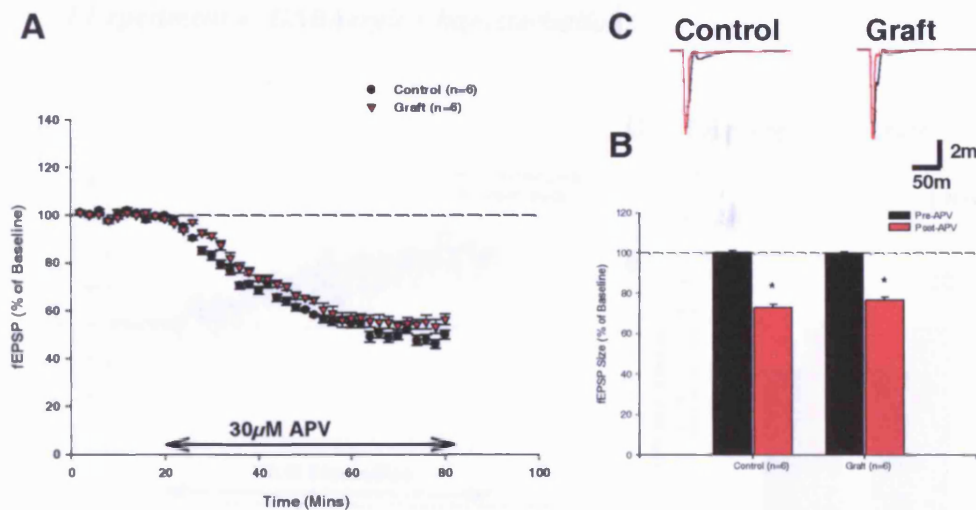 A
Control (n=6)
Graft (n=6)
140
120
100
80
60
40
20
0
fEPSP (% of Baseline)
30µM APV
0
20
40
60
80
100
Time (Mins)
C
Control
Graft
2m
50m
B
Pre-APV
Post-APV
120
100
80
60
40
20
0
fEPSP Size (% of Baseline)
*
*
Control (n=6)
Graft (n=6)